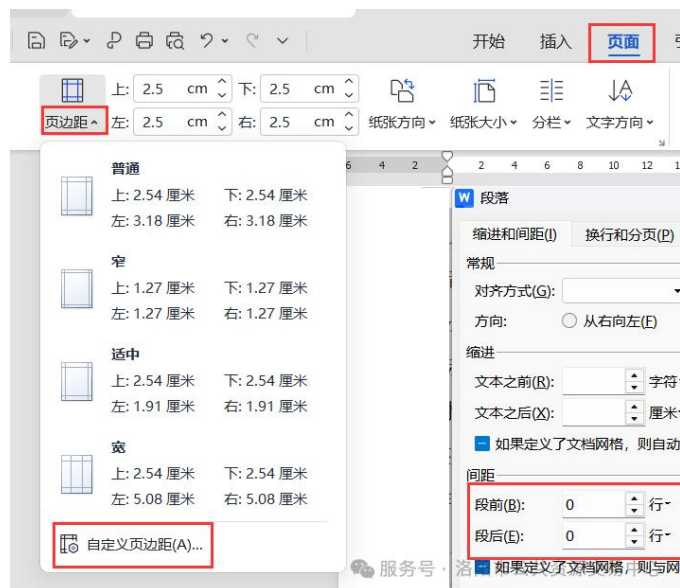 开始 插入 页面
上: 2.5 cm 下: 2.5 cm
页边距 左: 2.5 cm 右: 2.5 cm 纸张方向 纸张大小 分栏 文字方向
6 4 2 2 4 6 8 10 12
普通
上: 2.54 厘米 下: 2.54 厘米
左: 3.18 厘米 右: 3.18 厘米
窄
上: 1.27 厘米 下: 1.27 厘米
左: 1.27 厘米 右: 1.27 厘米
适中
上: 2.54 厘米 下: 2.54 厘米
左: 1.91 厘米 右: 1.91 厘米
宽
上: 2.54 厘米 下: 2.54 厘米
左: 5.08 厘米 右: 5.08 厘米
自定义页边距(A)...
W 段落
缩进和间距(I) 换行和分页(P)
常规
对齐方式(G):
方向: 从右向左(F)
缩进
文本之前(R): 字符
文本之后(X): 厘米
如果定义了文档网格，则自动
间距
段前(B): 0 行
段后(E): 0 行
如果定义了文档网格，则与网
服务号 · 洛